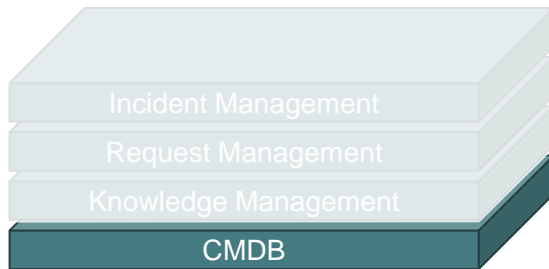 Incident Management
Request Management
Knowledge Management
CMDB